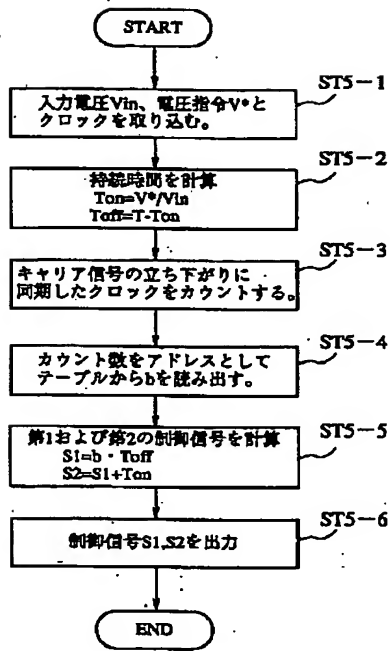 START
ST5-1
入力電圧Vin、電圧指令V*と
クロックを取り込む。
ST5-2
持続時間を計算
Ton=V*/Vin
Toff=T-Ton
ST5-3
キャリア信号の立ち下がりに
同期したクロックをカウントする。
ST5-4
カウント数をアドレスとして
テーブルからbを読み出す。
ST5-5
第1および第2の制御信号を計算
S1=b・Toff
S2=S1+Ton
ST5-6
制御信号S1,S2を出力
END